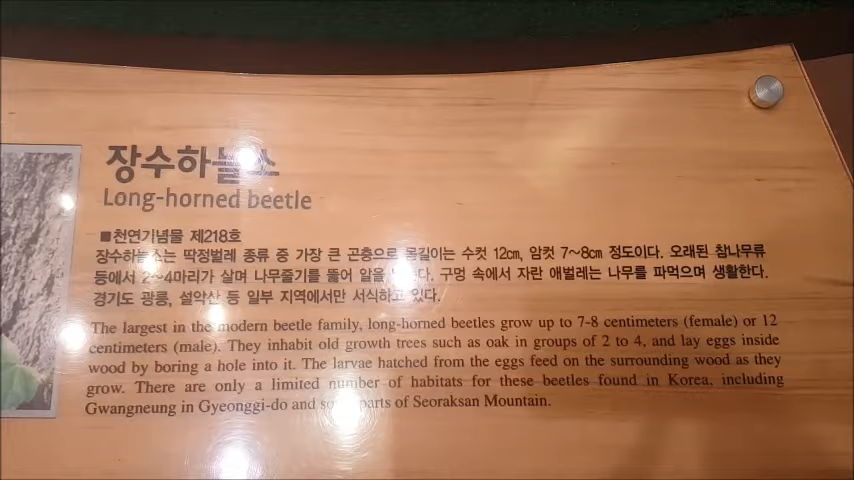 장수하늘소
Long-horned beetle
■천연기념물 제218호
장수하늘소는 딱정벌레 종류 중 가장 큰 곤충으로 몸길이는 수컷 12㎝, 암컷 7~8㎝ 정도이다. 오래된 참나무류
등에서 2~4마리가 살며 나무줄기를 뚫어 알을 낳는다. 구멍 속에서 자란 애벌레는 나무를 파먹으며 생활한다.
경기도 광릉, 설악산 등 일부 지역에서만 서식하고 있다.
The largest in the modern beetle family, long-horned beetles grow up to 7-8 centimeters (female) or 12
centimeters (male). They inhabit old growth trees such as oak in groups of 2 to 4, and lay eggs inside
wood by boring a hole into it. The larvae hatched from the eggs feed on the surrounding wood as they
grow. There are only a limited number of habitats for these beetles found in Korea, including
Gwangneung in Gyeonggi-do and some parts of SeorakSan Mountain.